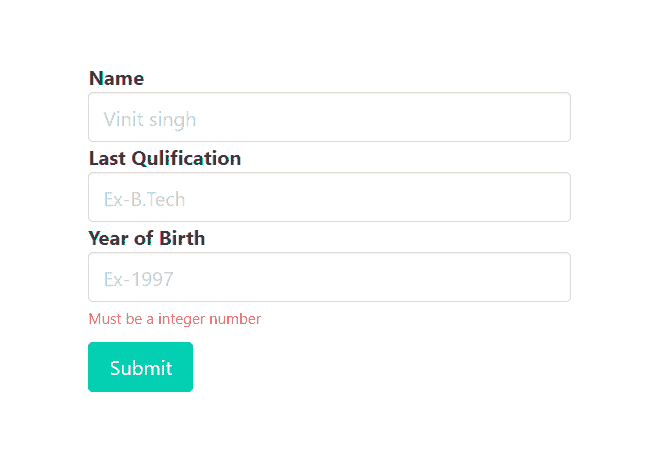 Name
Vinit singh
Last Qulification
Ex-B.Tech
Year of Birth
Ex-1997
Must be a integer number
Submit